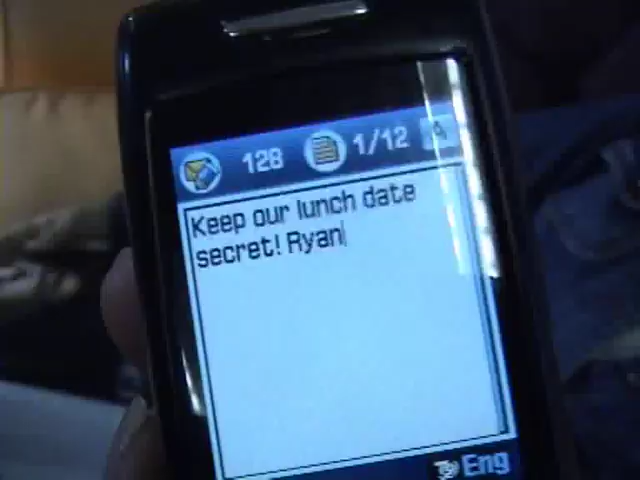 128 1/12 A
Keep our lunch date
secret! Ryan
Eng